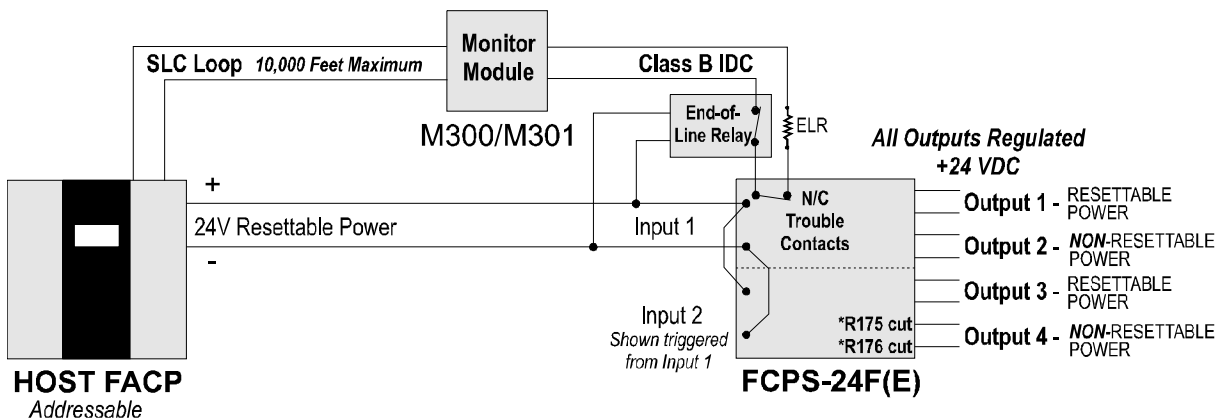 SLC Loop 10,000 Feet Maximum
Monitor
Module
M300/M301
Class B IDC
End-of-
Line Relay
ELR
All Outputs Regulated
+24 VDC
+
24V Resettable Power
-
Input 1
N/C
Trouble
Contacts
Output 1 - RESETTABLE
POWER
Output 2 - NON-RESETTABLE
POWER
Output 3 - RESETTABLE
POWER
Output 4 - NON-RESETTABLE
POWER
Input 2
Shown triggered
from Input 1
*R175 cut
*R176 cut
HOST FACP
Addressable
FCPS-24F(E)